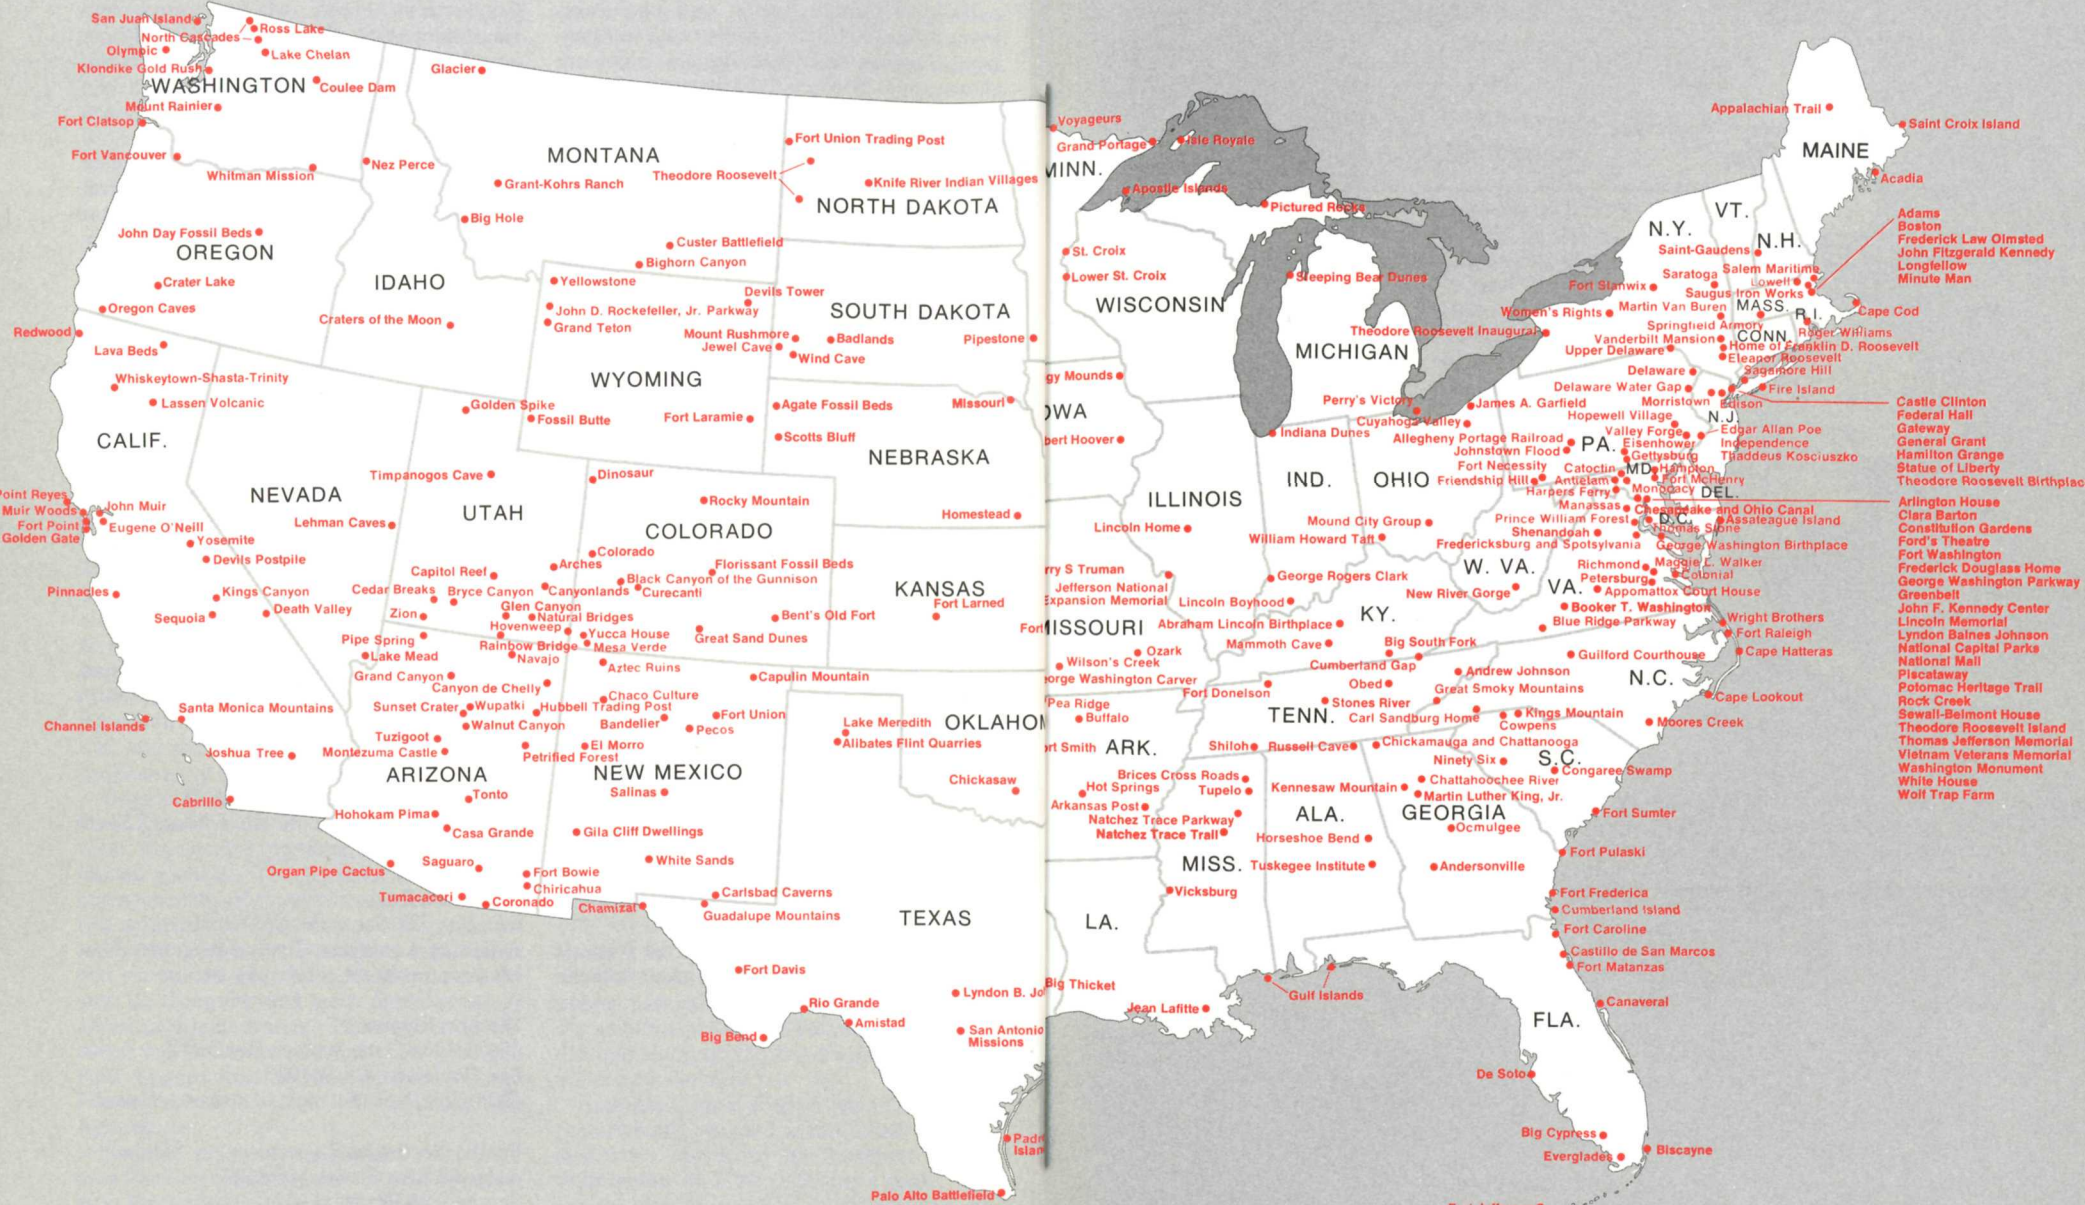 San Juan Island
Ross Lake
North Cascades
Olympic
Lake Chelan
Klondike Gold Rush
WASHINGTON
Coulee Dam
Mount Rainier
Fort Clatsop
Fort Vancouver
Whitman Mission
Nez Perce
Glacier
MONTANA
Grant-Kohrs Ranch
Big Hole
Custer Battlefield
Bighorn Canyon
Fort Union Trading Post
Theodore Roosevelt
Knife River Indian Villages
NORTH DAKOTA
John Day Fossil Beds
OREGON
Crater Lake
Oregon Caves
IDAHO
Craters of the Moon
Yellowstone
John D. Rockefeller, Jr. Parkway
Grand Teton
Devils Tower
WYOMING
Fossil Butte
Fort Laramie
SOUTH DAKOTA
Mount Rushmore
Jewel Cave
Badlands
Wind Cave
Pipestone
Missouri
Agate Fossil Beds
Scotts Bluff
NEBRASKA
Homestead
Redwood
Lava Beds
Whiskeytown-Shasta-Trinity
Lassen Volcanic
CALIF.
Point Reyes
Muir Woods
Fort Point
Golden Gate
John Muir
Eugene O'Neill
Yosemite
Devils Postpile
Pinnacles
Kings Canyon
Sequoia
Death Valley
Channel Islands
Santa Monica Mountains
Joshua Tree
Cabrillo
NEVADA
Lehman Caves
Lake Mead
Golden Spike
Timpanogos Cave
UTAH
Capitol Reef
Cedar Breaks
Bryce Canyon
Arches
Canyonlands
Zion
Glen Canyon
Natural Bridges
Hovenweep
Rainbow Bridge
Dinosaur
Rocky Mountain
COLORADO
Colorado
Florissant Fossil Beds
Black Canyon of the Gunnison
Curecanti
Bent's Old Fort
Great Sand Dunes
Yucca House
Mesa Verde
KANSAS
Fort Larned
Fort
Pipe Spring
Navajo
Grand Canyon
Canyon de Chelly
Sunset Crater
Wupatki
Hubbell Trading Post
Walnut Canyon
Tuzigoot
Montezuma Castle
Petrified Forest
ARIZONA
Tonto
Hohokam Pima
Casa Grande
Organ Pipe Cactus
Saguaro
Fort Bowie
Chiricahua
Tumacacori
Coronado
Aztec Ruins
Chaco Culture
Bandelier
Fort Union
Pecos
Capulin Mountain
El Morro
NEW MEXICO
Salinas
Gila Cliff Dwellings
White Sands
Carlsbad Caverns
Chamizal
Guadalupe Mountains
Lake Meredith
Alibates Flint Quarries
OKLAHOM
Chickasaw
TEXAS
Fort Davis
Rio Grande
Amistad
Big Bend
Lyndon B. Jo
San Antonio
Missions
Padr
Islan
Palo Alto Battlefield
Big Thicket
Voyageurs
Grand Portage
Isle Royale
MINN.
Apostle Islands
Pictured Rocks
St. Croix
Lower St. Croix
WISCONSIN
Sleeping Bear Dunes
MICHIGAN
gy Mounds
OWA
bert Hoover
ILLINOIS
Lincoln Home
Indiana Dunes
IND.
George Rogers Clark
Lincoln Boyhood
OHIO
Perry's Victory
Cuyahoga Valley
James A. Garfield
Mound City Group
William Howard Taft
rry S Truman
Jefferson National
Expansion Memorial
MISSOURI
Ozark
Wilson's Creek
orge Washington Carver
Pea Ridge
Buffalo
ort Smith
ARK.
Hot Springs
Arkansas Post
KY.
Abraham Lincoln Birthplace
Mammoth Cave
Big South Fork
Cumberland Gap
Fort Donelson
Obed
Stones River
TENN.
Andrew Johnson
Great Smoky Mountains
Shiloh
Russell Cave
Chickamauga and Chattanooga
Brices Cross Roads
Tupelo
Natchez Trace Parkway
Natchez Trace Trail
MISS.
Vicksburg
LA.
Jean Lafitte
Gulf Islands
ALA.
Horseshoe Bend
Tuskegee Institute
Kennesaw Mountain
Chattahoochee River
Martin Luther King, Jr.
GEORGIA
Ocmulgee
Andersonville
Fort Pulaski
Fort Frederica
Cumberland Island
Fort Caroline
Castillo de San Marcos
Fort Matanzas
Canaveral
FLA.
De Soto
Big Cypress
Everglades
Biscayne
S.C.
Ninety Six
Congaree Swamp
Fort Sumter
Kings Mountain
Cowpens
Carl Sandburg Home
N.C.
Guilford Courthouse
Moores Creek
Cape Lookout
Cape Hatteras
Fort Raleigh
Wright Brothers
W. VA.
New River Gorge
VA.
Appomattox Court House
Booker T. Washington
Blue Ridge Parkway
Richmond
Petersburg
Maggie L. Walker
Colonial
George Washington Birthplace
Fredericksburg and Spotsylvania
Shenandoah
Prince William Forest
Manassas
Thomas Stone
D.C.
Chesapeake and Ohio Canal
Assateague Island
Harpers Ferry
Monocacy
DEL.
Antietam
Fort McHenry
Catoctin
MD.
Hampton
Friendship Hill
Fort Necessity
Johnstown Flood
Allegheny Portage Railroad
PA.
Eisenhower
Gettysburg
Valley Forge
Hopewell Village
Edgar Allan Poe
Independence
Thaddeus Kosciuszko
N.J.
Morristown
Edison
Delaware Water Gap
Delaware
Upper Delaware
Sagamore Hill
Fire Island
Theodore Roosevelt Inaugural
Women's Rights
Fort Stanwix
N.Y.
Saratoga
Martin Van Buren
Vanderbilt Mansion
Home of Franklin D. Roosevelt
Eleanor Roosevelt
CONN.
Springfield Armory
R.I.
Roger Williams
MASS.
Saugus Iron Works
Lowell
Salem Maritime
Cape Cod
VT.
N.H.
Saint-Gaudens
MAINE
Appalachian Trail
Saint Croix Island
Acadia
Adams
Boston
Frederick Law Olmsted
John Fitzgerald Kennedy
Longfellow
Minute Man
Castle Clinton
Federal Hall
Gateway
General Grant
Hamilton Grange
Statue of Liberty
Theodore Roosevelt Birthplac
Arlington House
Clara Barton
Constitution Gardens
Ford's Theatre
Fort Washington
Frederick Douglass Home
George Washington Parkway
Greenbelt
John F. Kennedy Center
Lincoln Memorial
Lyndon Baines Johnson
National Capital Parks
National Mall
Piscataway
Potomac Heritage Trail
Rock Creek
Sewall-Belmont House
Theodore Roosevelt Island
Thomas Jefferson Memorial
Vietnam Veterans Memorial
Washington Monument
White House
Wolf Trap Farm